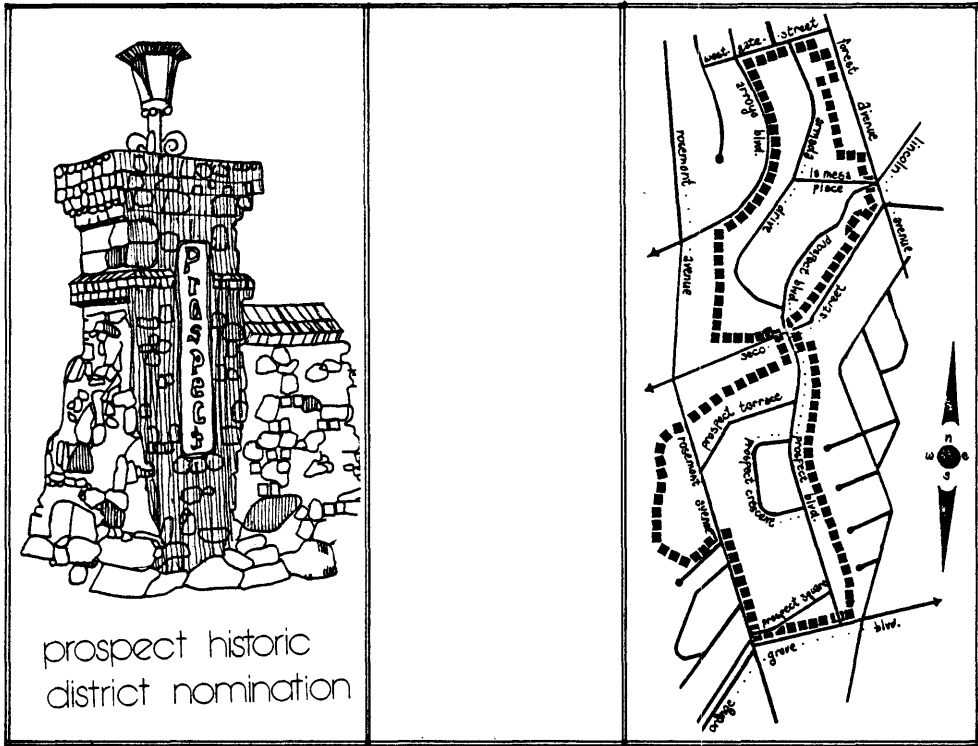 Prospect
prospect historic
district nomination
west gate street
forest avenue
arroyo blvd.
armada drive
rosemont avenue
la mesa
place
lincoln avenue
prospect blvd.
seco street
prospect terrace
rosemont avenue
prospect crescent
prospect blvd.
prospect square
orange grove blvd.
n
w e
s